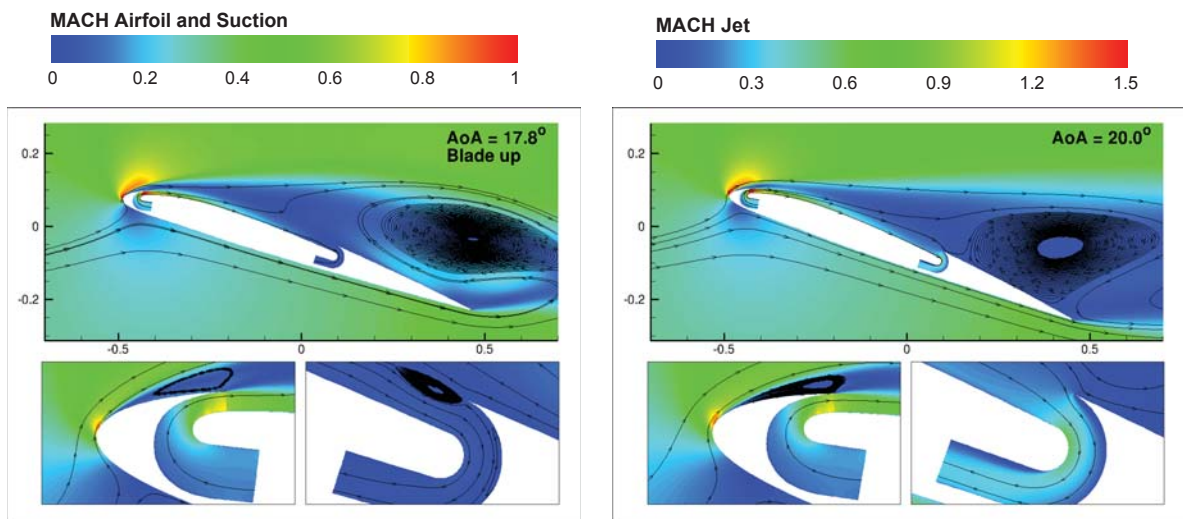 MACH Airfoil and Suction
0 0.2 0.4 0.6 0.8 1
MACH Jet
0 0.3 0.6 0.9 1.2 1.5
AoA = 17.8°
Blade up
0.2
0
-0.2
-0.5 0 0.5
AoA = 20.0°
0.2
0
-0.2
-0.5 0 0.5